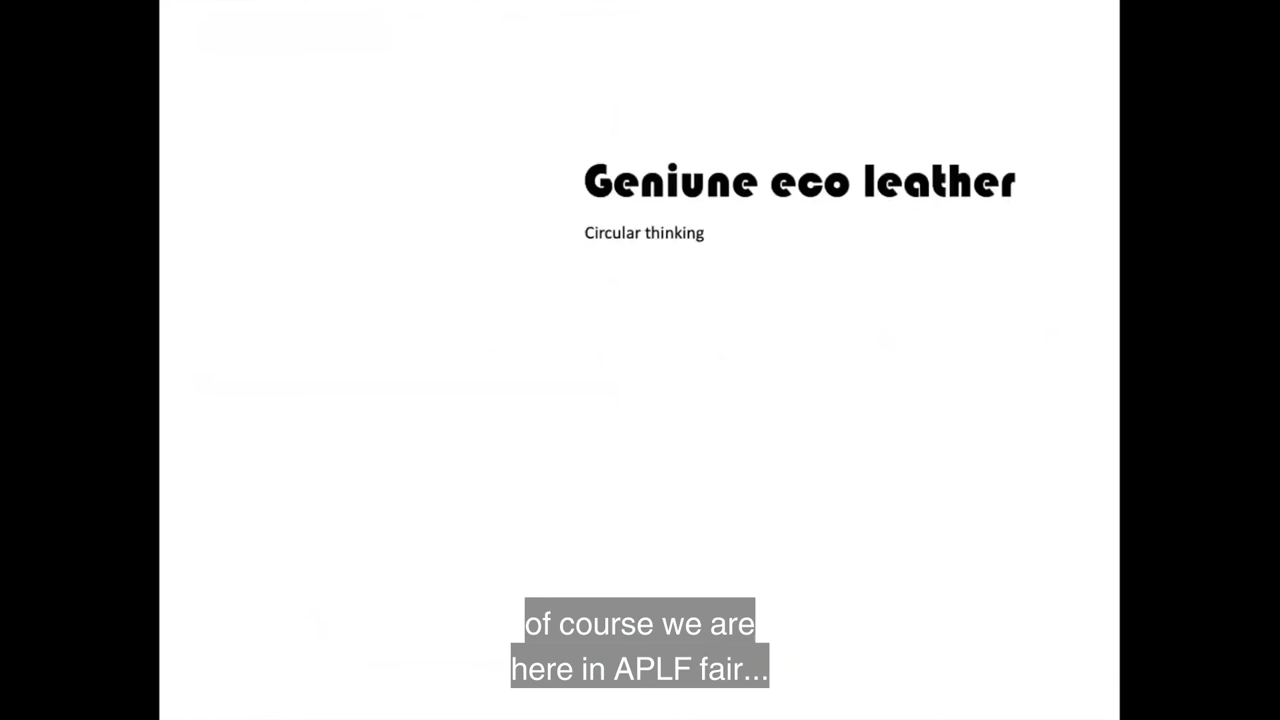 Geniune eco leather
Circular thinking
of course we are
here in APLF fair...